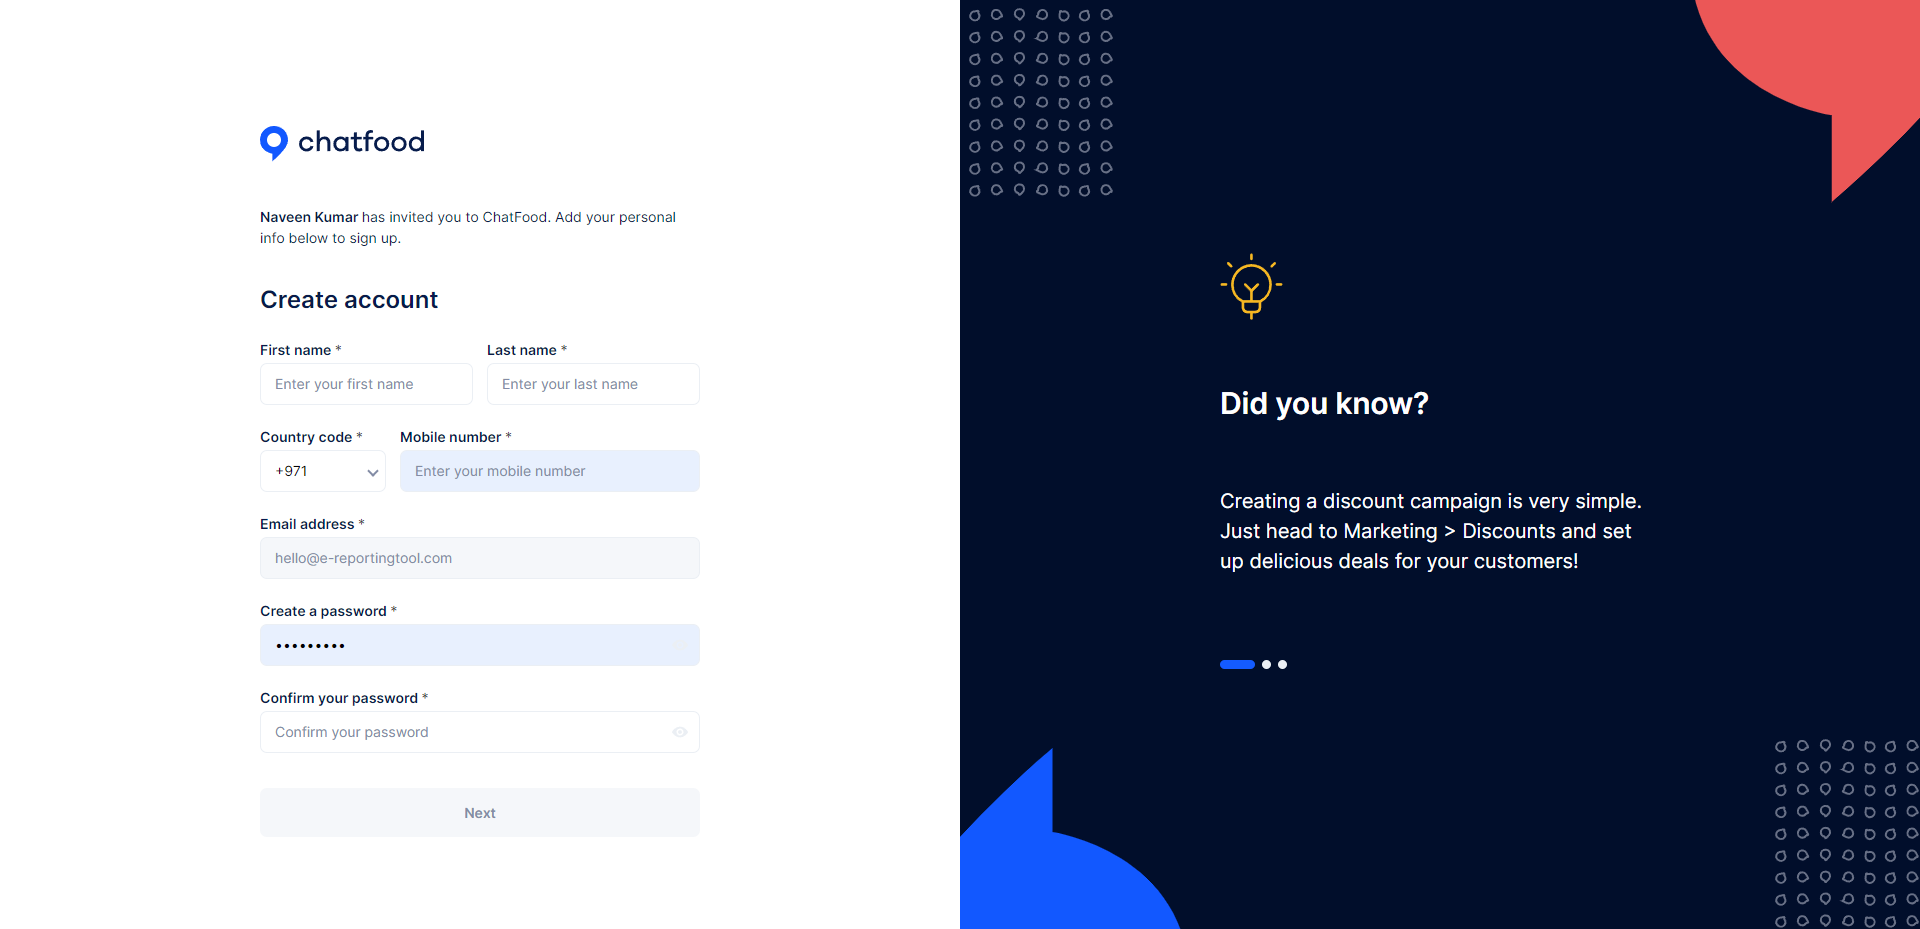 chatfood
Naveen Kumar has invited you to ChatFood. Add your personal
info below to sign up.
Create account
First name *
Last name *
Enter your first name
Enter your last name
Country code *
Mobile number *
+971
Enter your mobile number
Email address *
hello@e-reportingtool.com
Create a password *
•••••••••
Confirm your password *
Confirm your password
Next
Did you know?
Creating a discount campaign is very simple.
Just head to Marketing > Discounts and set
up delicious deals for your customers!